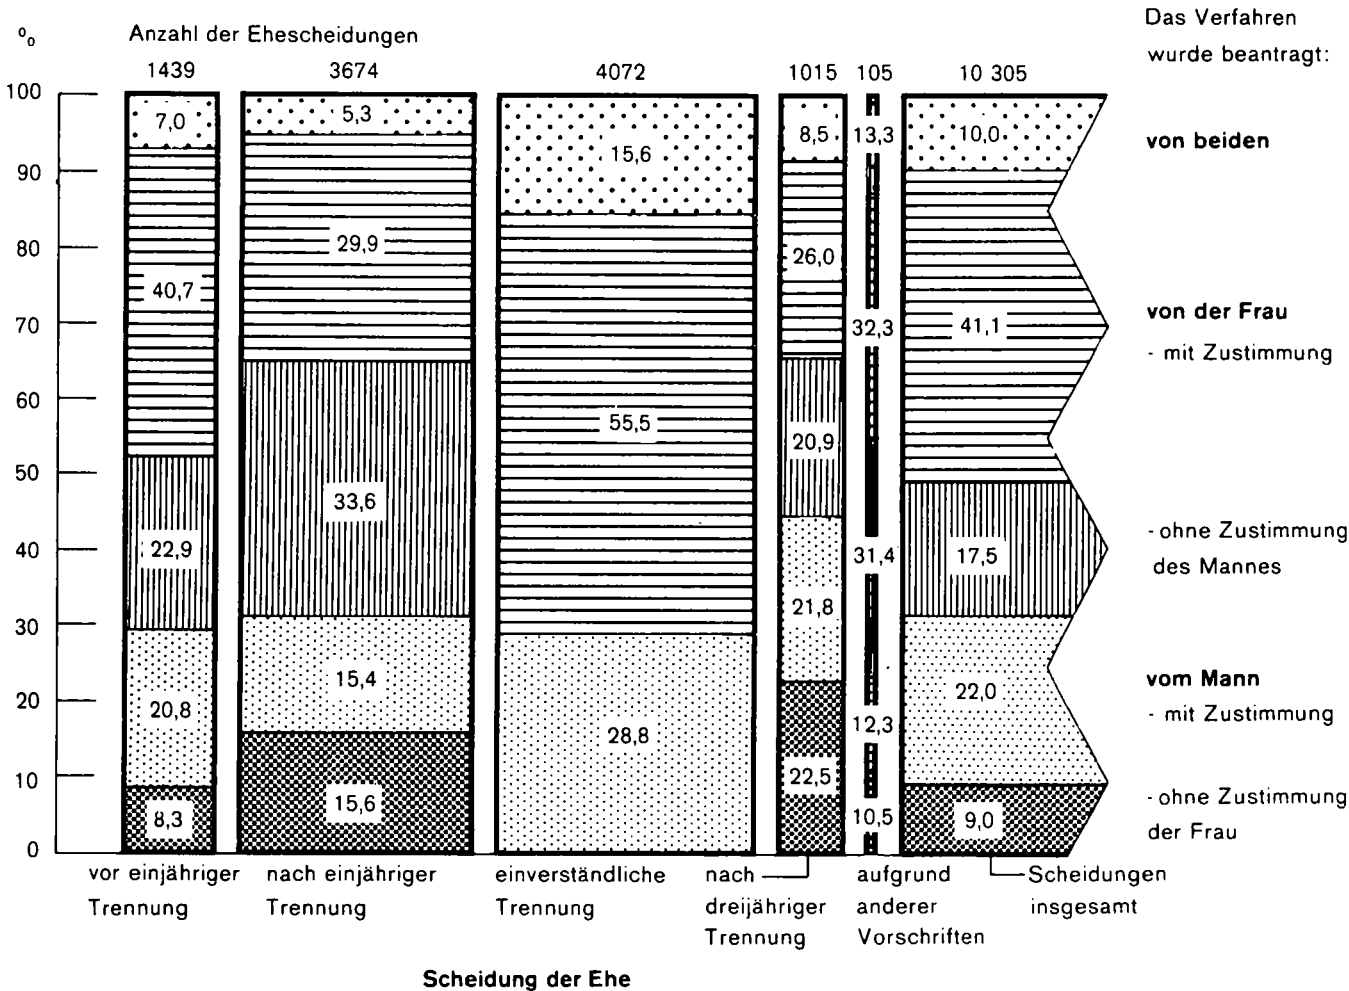 Anzahl der Ehescheidungen
%
1439 3674 4072 1015 105 10 305
Das Verfahren
wurde beantragt:
100
90
80
70
60
50
40
30
20
10
0
7,0
40,7
22,9
20,8
8,3
5,3
29,9
33,6
15,4
15,6
15,6
55,5
28,8
8,5
26,0
20,9
21,8
22,5
13,3
32,3
31,4
12,3
10,5
10,0
41,1
17,5
22,0
9,0
von beiden
von der Frau
- mit Zustimmung
- ohne Zustimmung
des Mannes
vom Mann
- mit Zustimmung
- ohne Zustimmung
der Frau
vor einjähriger
Trennung
nach einjähriger
Trennung
einverständliche
Trennung
nach
dreijähriger
Trennung
aufgrund
anderer
Vorschriften
Scheidungen
insgesamt
Scheidung der Ehe